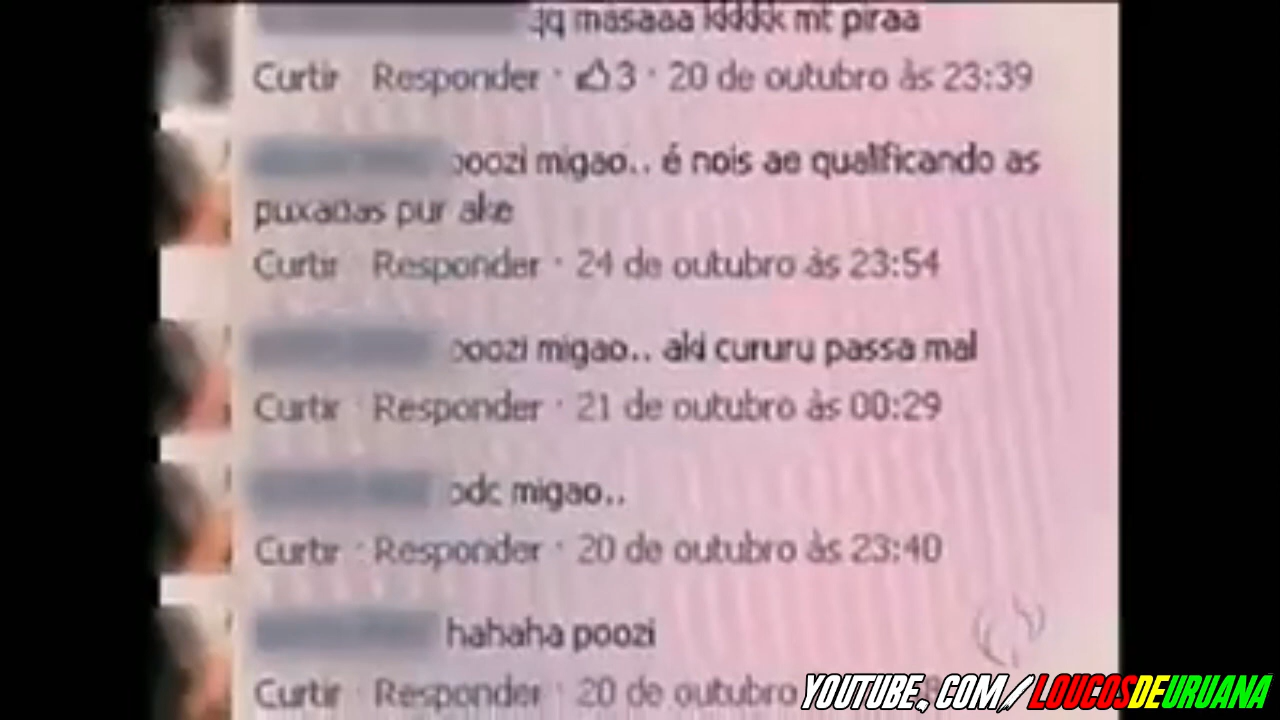 qq masaaa kkkkk mt piraa
Curtir · Responder · 3 · 20 de outubro às 23:39
poozi migao.. é nois ae qualificando as
puxadas pur ake
Curtir · Responder · 24 de outubro às 23:54
poozi migao.. aki cururu passa mal
Curtir · Responder · 21 de outubro às 00:29
pdc migao..
Curtir · Responder · 20 de outubro às 23:40
hahaha poozi
Curtir · Responder · 20 de outubro
YOUTUBE.COM/LOUCOSDEURUANA